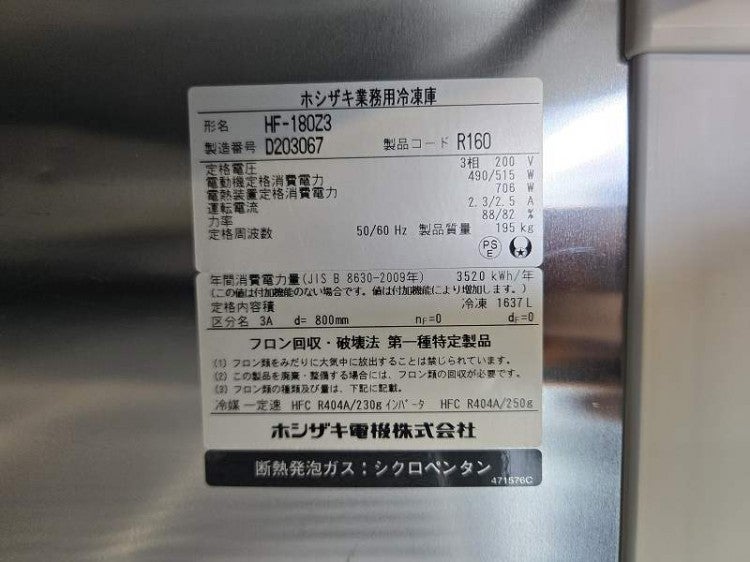 ホシザキ業務用冷凍庫
形名 HF-180Z3
製造番号 D203067 製品コード R160
定格電圧 3相 200 V
電動機定格消費電力 490/515 W
電熱装置定格消費電力 706 W
運転電流 2.3/2.5 A
力率 88/82 %
定格周波数 50/60 Hz 製品質量 195 kg
PS
E
年間消費電力量(JIS B 8630-2009年) 3520 kWh/年
(この値は付加機能のない場合です。値は付加機能により増加します。)
定格内容積 冷凍 1637 L
区分名 3A d= 800mm nF=0 dF=0
フロン回収・破壊法 第一種特定製品
(1) フロン類をみだりに大気中に放出することは禁じられています。
(2) この製品を廃棄・整備する場合には、フロン類の回収が必要です。
(3) フロン類の種類及び量は、下記に記載。
冷媒 一定速 HFC R404A/230g インバータ HFC R404A/250g
ホシザキ電機株式会社
断熱発泡ガス:シクロペンタン
471576C